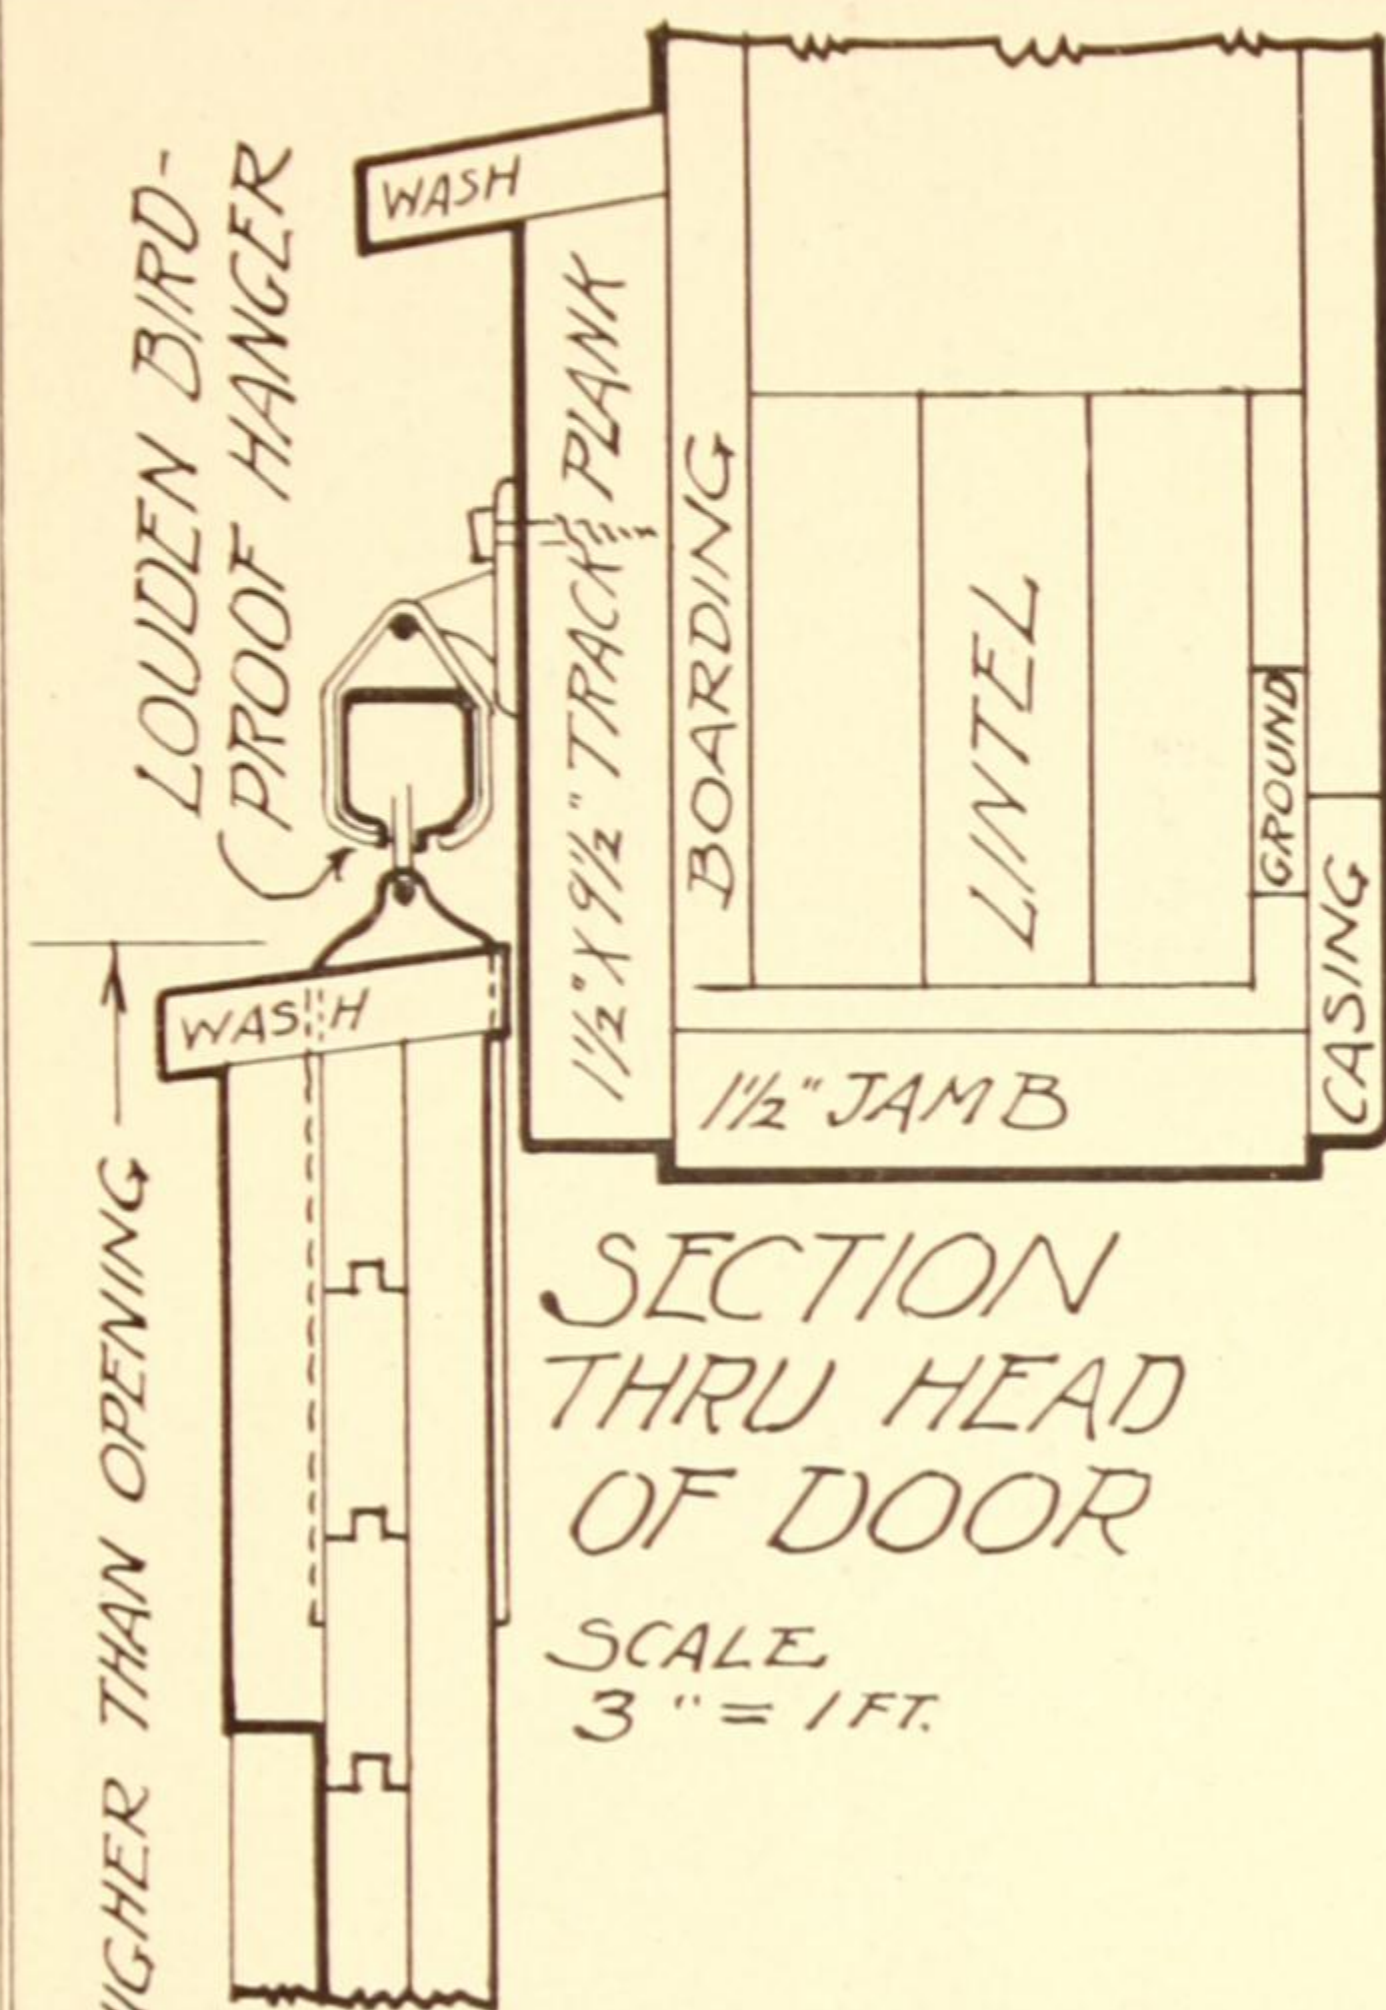 LOUDEN BIRD-
PROOF HANGER
WASH
1½" X 9½" TRACK PLANK
BOARDING
LINTEL
GROUND
CASING
WASH
1½" JAMB
HIGHER THAN OPENING
SECTION
THRU HEAD
OF DOOR
SCALE
3" = 1 FT.